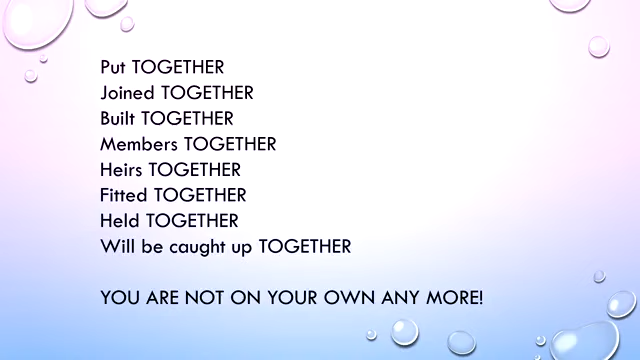 Put TOGETHER
Joined TOGETHER
Built TOGETHER
Members TOGETHER
Heirs TOGETHER
Fitted TOGETHER
Held TOGETHER
Will be caught up TOGETHER
YOU ARE NOT ON YOUR OWN ANY MORE!